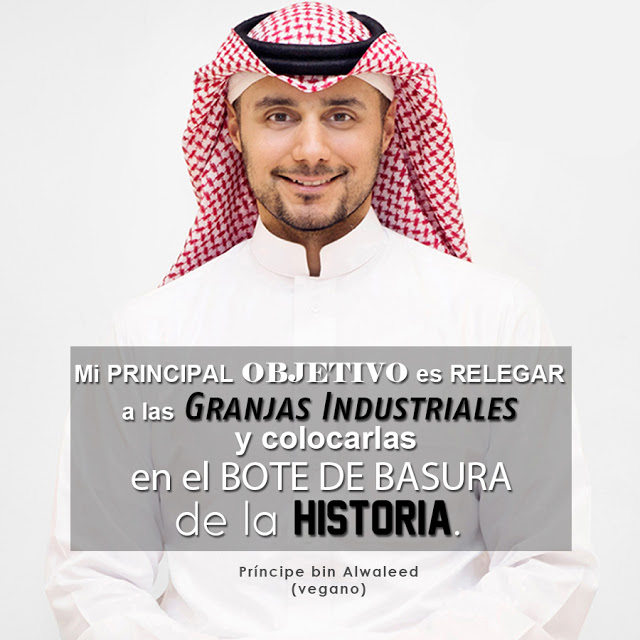 Mi PRINCIPAL OBJETIVO es RELEGAR
a las GRANJAS INDUSTRIALES
y colocarlas
en el BOTE DE BASURA
de la HISTORIA.
Príncipe bin Alwaleed
(vegano)